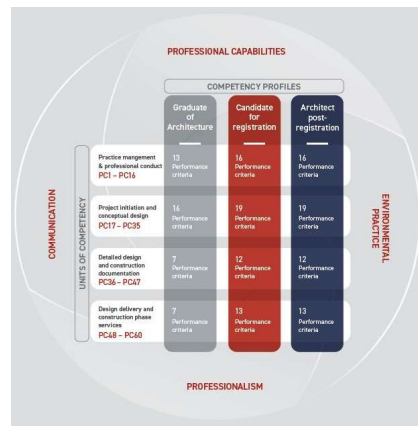 PROFESSIONAL CAPABILITIES
COMPETENCY PROFILES
Graduate
of
Architecture
Candidate
for
registration
Architect
post-
registration
COMMUNICATION
UNITS OF COMPETENCY
ENVIRONMENTAL
PRACTICE
Practice mangement
& professional conduct
PC1 – PC16
13
Performance
criteria
16
Performance
criteria
16
Performance
criteria
Project initiation and
conceptual design
PC17 – PC35
16
Performance
criteria
19
Performance
criteria
19
Performance
criteria
Detailed design
and construction
documentation
PC36 – PC47
7
Performance
criteria
12
Performance
criteria
12
Performance
criteria
Design delivery and
construction phase
services
PC48 – PC60
7
Performance
criteria
13
Performance
criteria
13
Performance
criteria
PROFESSIONALISM